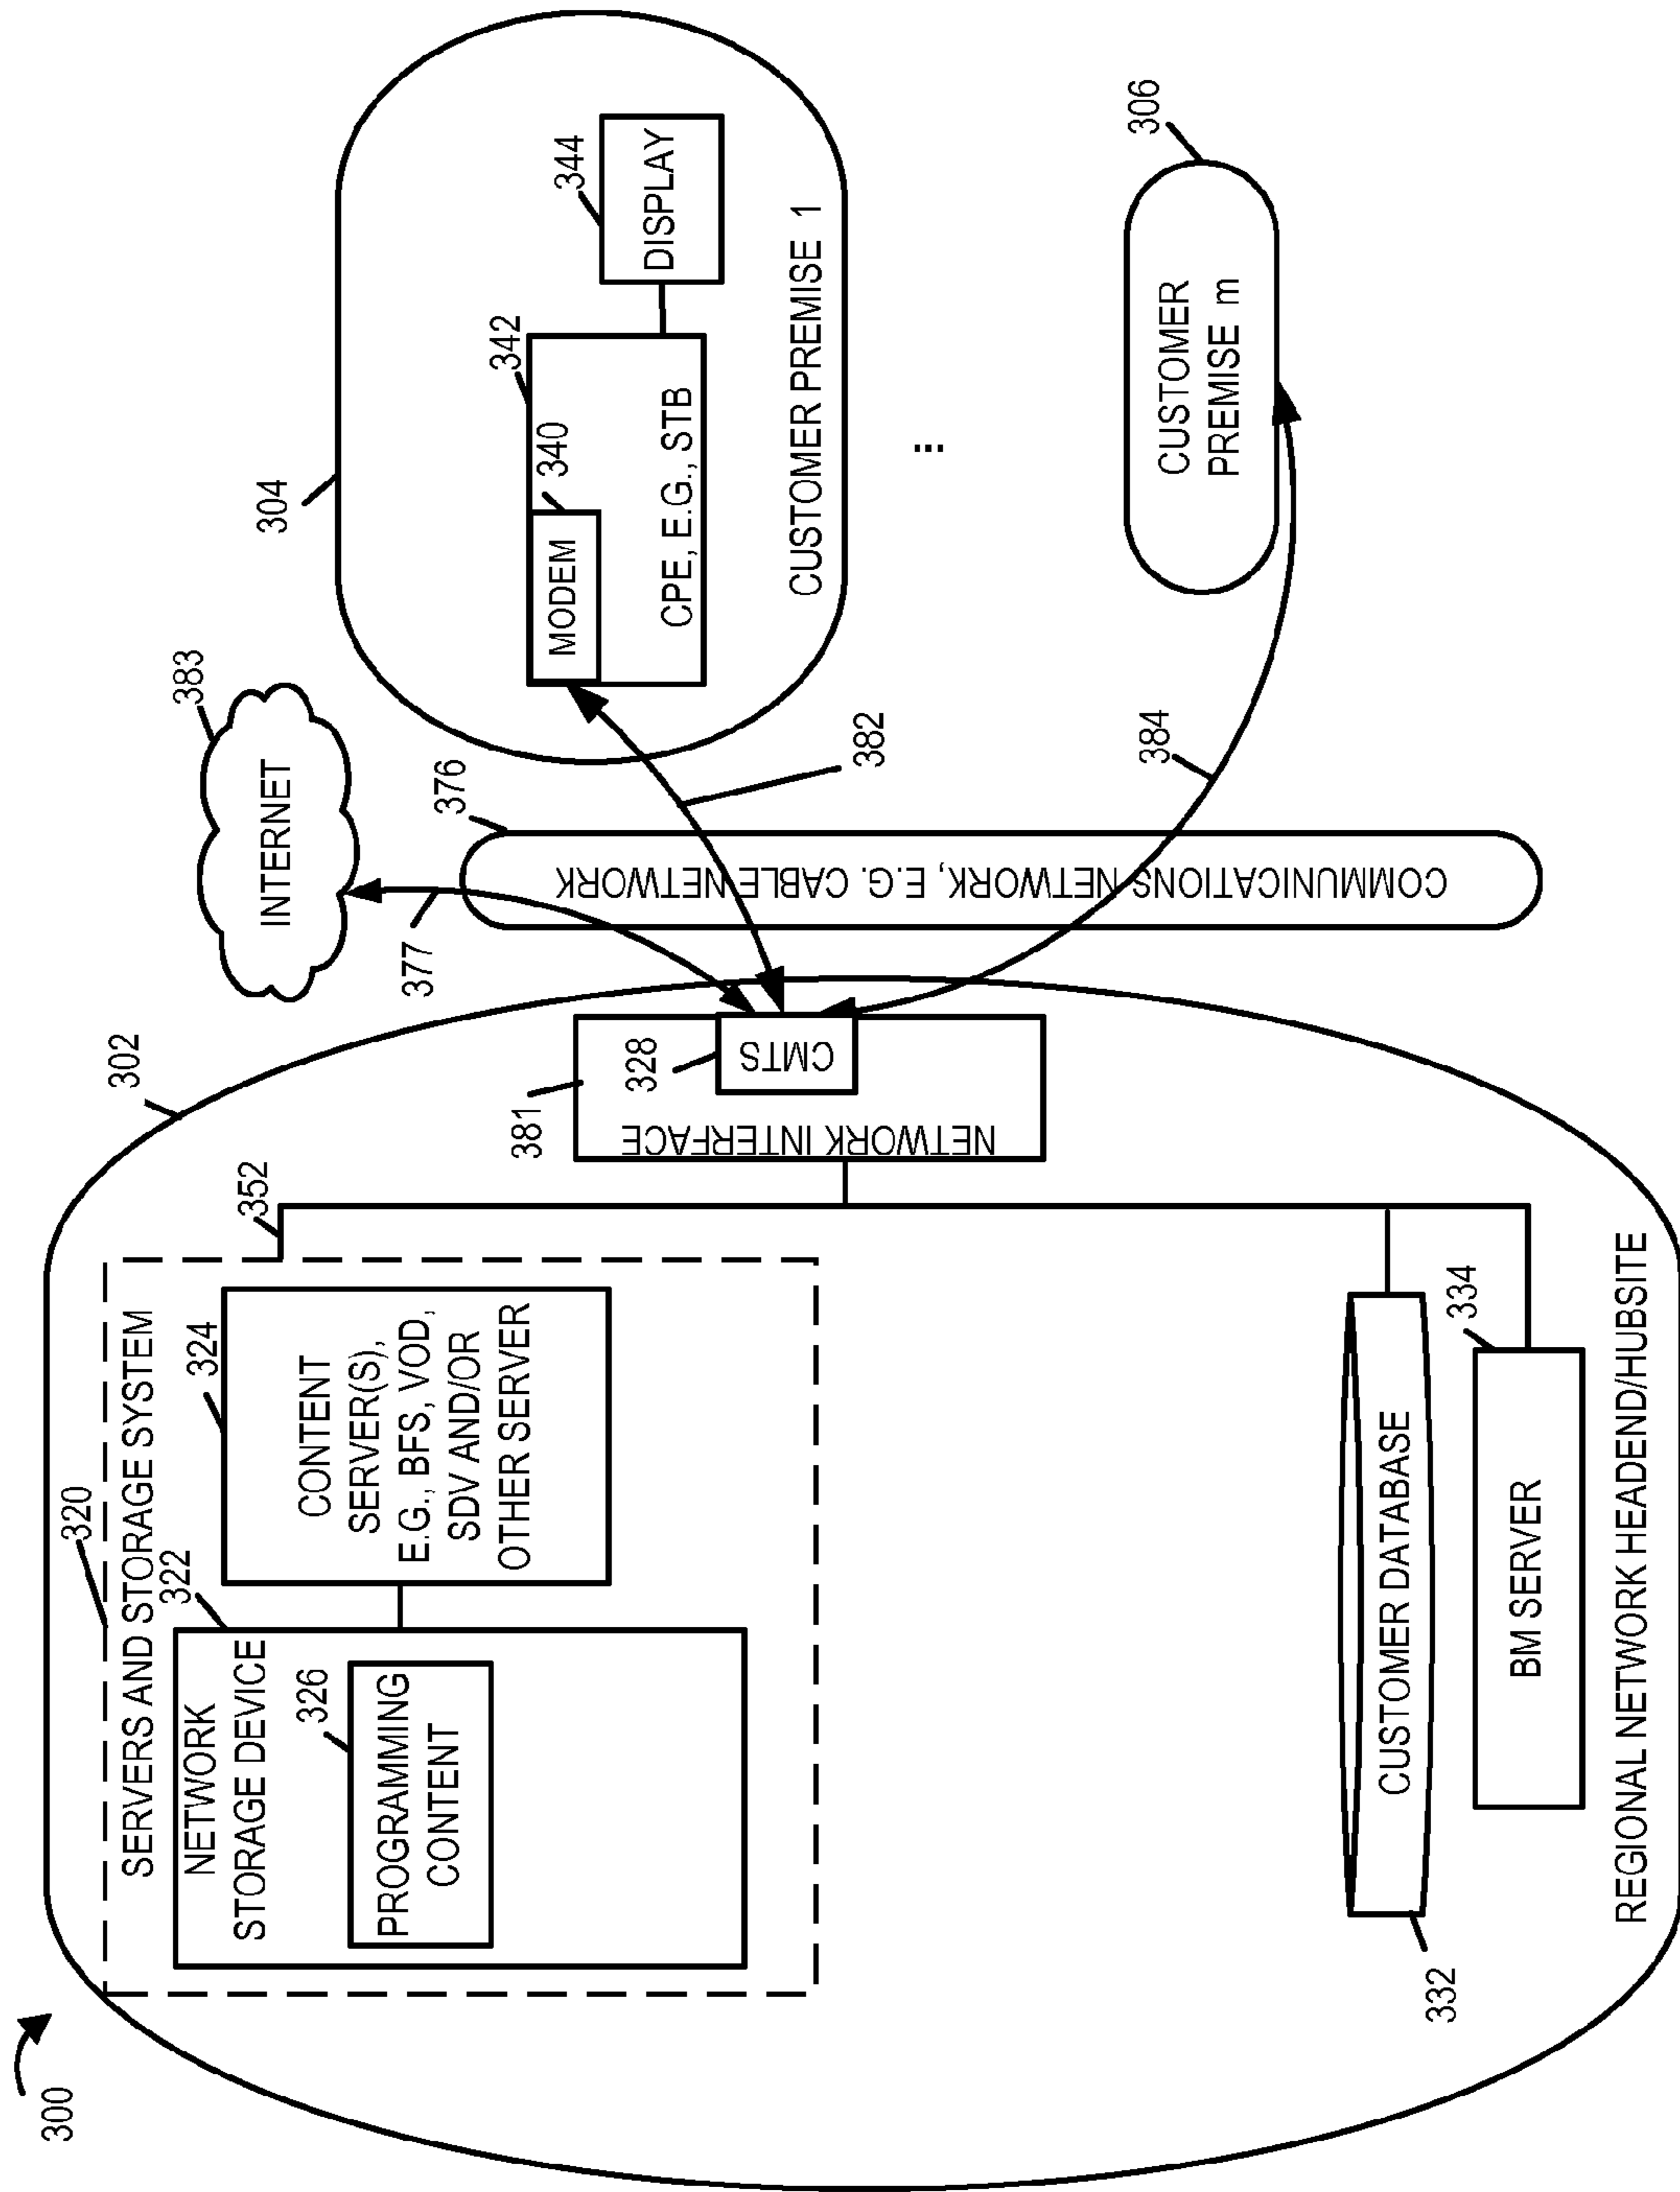 300
302
320
SERVERS AND STORAGE SYSTEM
352
322
NETWORK
STORAGE DEVICE
326
PROGRAMMING
CONTENT
324
CONTENT
SERVER(S),
E.G., BFS, VOD,
SDV AND/OR
OTHER SERVER
381
NETWORK INTERFACE
328
CMTS
332
CUSTOMER DATABASE
334
BM SERVER
REGIONAL NETWORK HEADEND/HUBSITE
377
383
INTERNET
376
COMMUNICATIONS NETWORK, E.G. CABLE NETWORK
382
384
304
342
340
MODEM
CPE, E.G., STB
344
DISPLAY
CUSTOMER PREMISE 1
...
306
CUSTOMER
PREMISE m